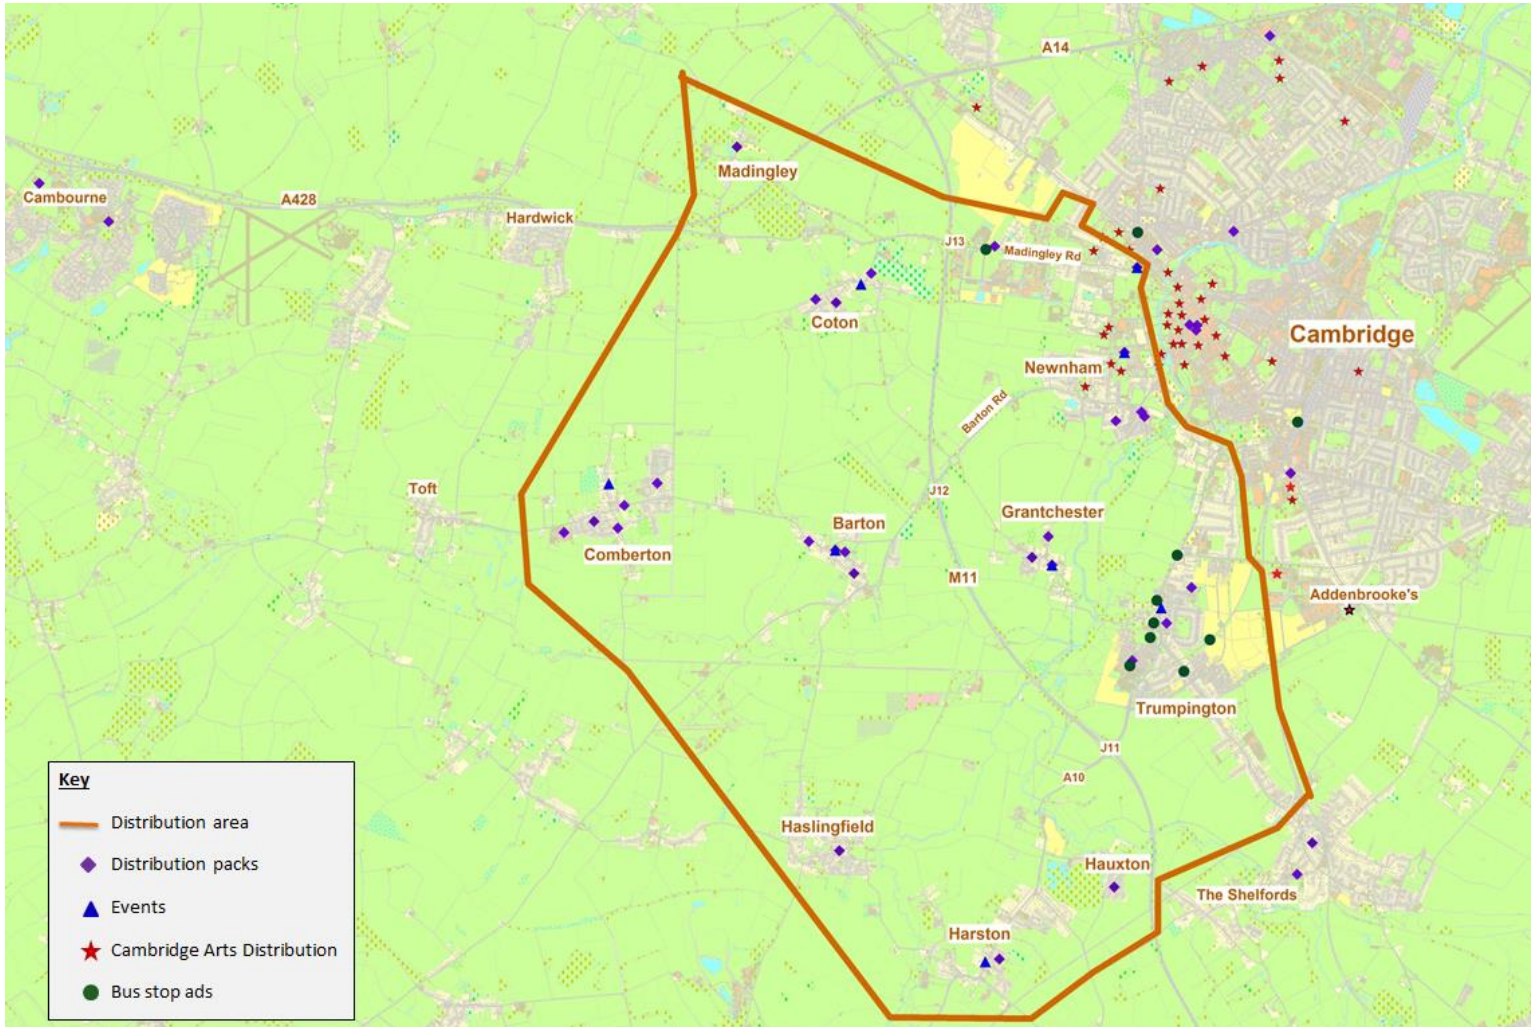 A14
Madingley
Cambourne
A428
Hardwick
J13
Madingley Rd
Coton
Cambridge
Newnham
Barton Rd
Toft
J12
Grantchester
Barton
Comberton
M11
Addenbrooke's
Trumpington
J11
A10
Haslingfield
Hauxton
The Shelfords
Harston
Key
Distribution area
Distribution packs
Events
Cambridge Arts Distribution
Bus stop ads